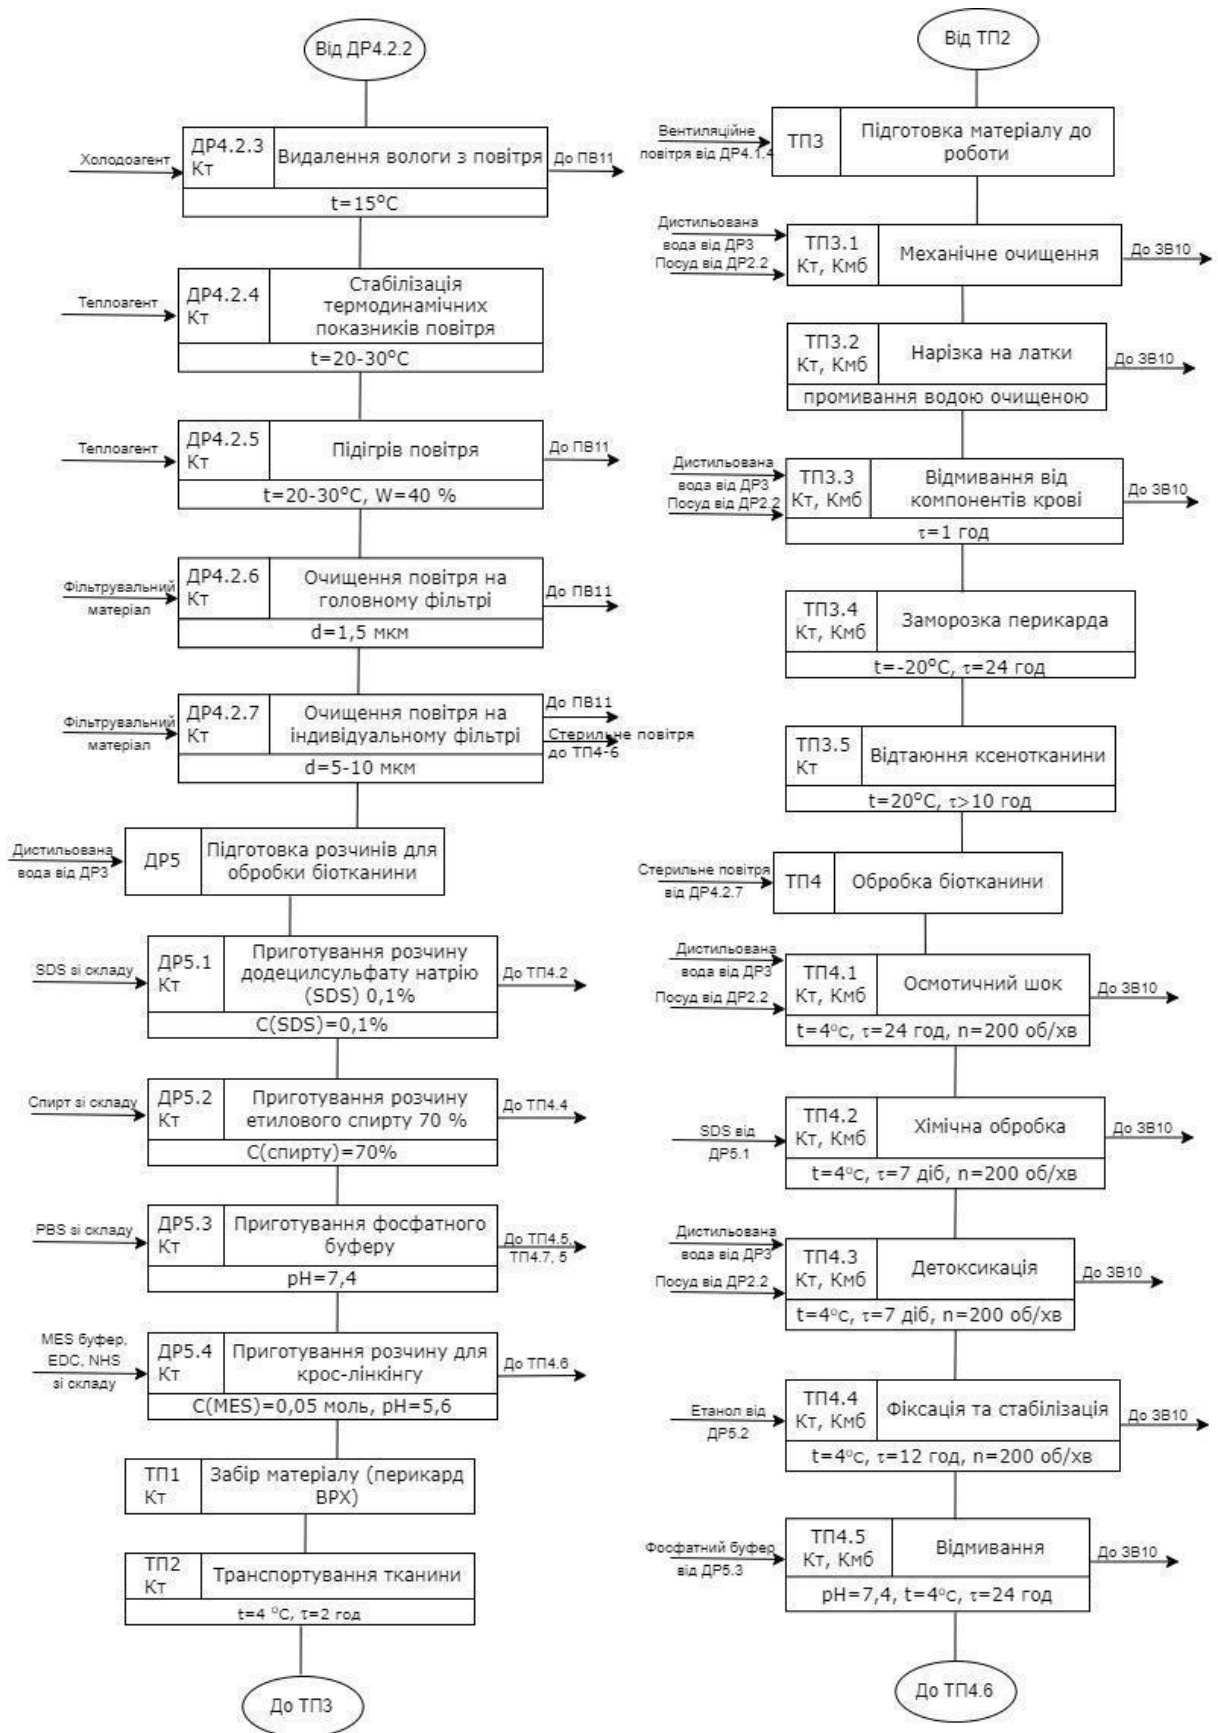 Від ДР4.2.2
Холодоагент
ДР4.2.3
Кт
Видалення вологи з повітря
До ПВ11
t=15°C
Теплоагент
ДР4.2.4
Кт
Стабілізація
термодинамічних
показників повітря
t=20-30°C
Теплоагент
ДР4.2.5
Кт
Підігрів повітря
До ПВ11
t=20-30°C, W=40 %
Фільтрувальний
матеріал
ДР4.2.6
Кт
Очищення повітря на
головному фільтрі
До ПВ11
d=1,5 мкм
Фільтрувальний
матеріал
ДР4.2.7
Кт
Очищення повітря на
індивідуальному фільтрі
До ПВ11
Стерильне повітря
до ТП4-6
d=5-10 мкм
Дистильована
вода від ДР3
ДР5
Підготовка розчинів для
обробки біотканини
SDS зі складу
ДР5.1
Кт
Приготування розчину
додецилсульфату натрію
(SDS) 0,1%
До ТП4.2
C(SDS)=0,1%
Спирт зі складу
ДР5.2
Кт
Приготування розчину
етилового спирту 70 %
До ТП4.4
C(спирту)=70%
PBS зі складу
ДР5.3
Кт
Приготування фосфатного
буферу
До ТП4.5,
ТП4.7, 5
pH=7,4
MES буфер,
EDC, NHS
зі складу
ДР5.4
Кт
Приготування розчину для
крос-лінкінгу
До ТП4.6
C(MES)=0,05 моль, pH=5,6
ТП1
Кт
Забір матеріалу (перикард
ВРХ)
ТП2
Кт
Транспортування тканини
t=4 °C, τ=2 год
До ТП3
Від ТП2
Вентиляційне
повітря від ДР4.1.4
ТП3
Підготовка матеріалу до
роботи
Дистильована
вода від ДР3
Посуд від ДР2.2
ТП3.1
Кт, Кмб
Механічне очищення
До ЗВ10
ТП3.2
Кт, Кмб
Нарізка на латки
До ЗВ10
промивання водою очищеною
Дистильована
вода від ДР3
Посуд від ДР2.2
ТП3.3
Кт, Кмб
Відмивання від
компонентів крові
До ЗВ10
τ=1 год
ТП3.4
Кт, Кмб
Заморозка перикарда
t=-20°C, τ=24 год
ТП3.5
Кт
Відтаюння ксенотканини
t=20°C, τ>10 год
Стерильне повітря
від ДР4.2.7
ТП4
Обробка біотканини
Дистильована
вода від ДР3
Посуд від ДР2.2
ТП4.1
Кт, Кмб
Осмотичний шок
До ЗВ10
t=4°c, τ=24 год, n=200 об/хв
SDS від
ДР5.1
ТП4.2
Кт, Кмб
Хімічна обробка
До ЗВ10
t=4°c, τ=7 діб, n=200 об/хв
Дистильована
вода від ДР3
Посуд від ДР2.2
ТП4.3
Кт, Кмб
Детоксикація
До ЗВ10
t=4°c, τ=7 діб, n=200 об/хв
Етанол від
ДР5.2
ТП4.4
Кт, Кмб
Фіксація та стабілізація
До ЗВ10
t=4°c, τ=12 год, n=200 об/хв
Фосфатний буфер
від ДР5.3
ТП4.5
Кт, Кмб
Відмивання
До ЗВ10
pH=7,4, t=4°c, τ=24 год
До ТП4.6